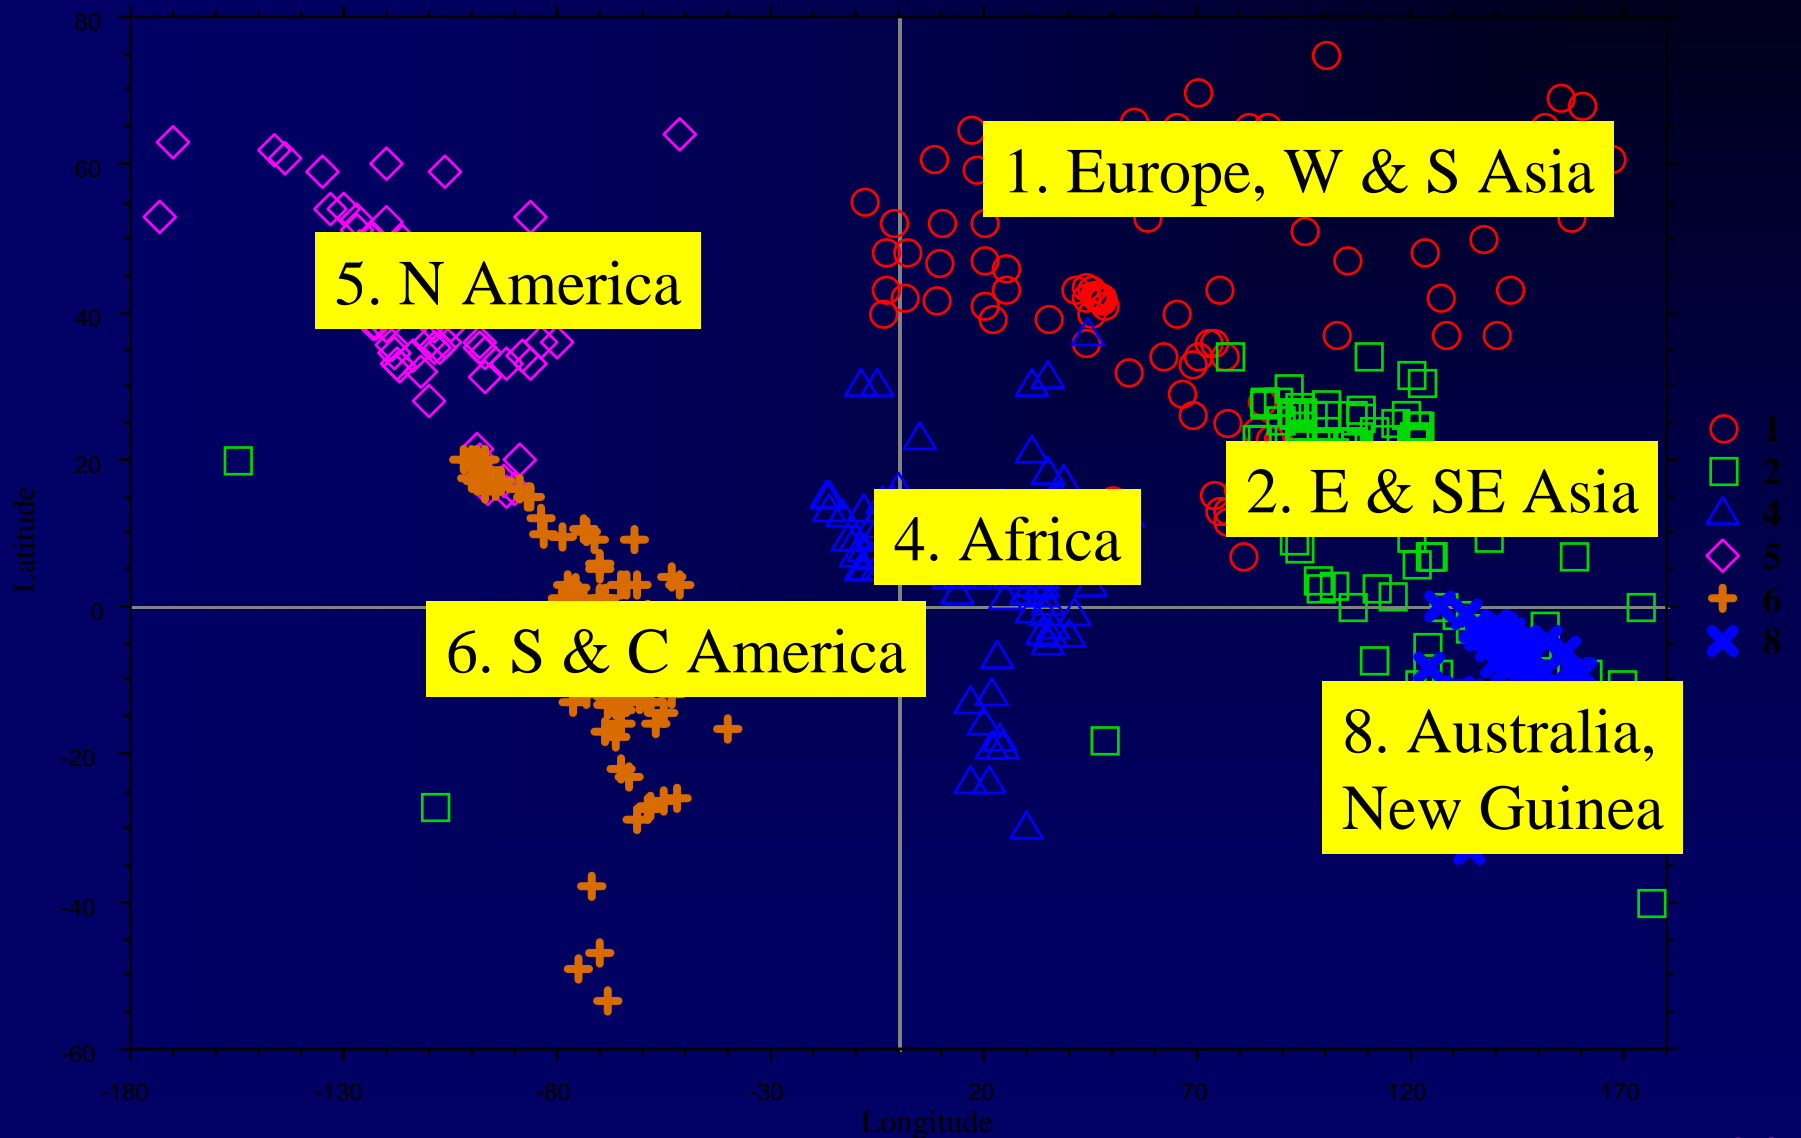 80
60
40
20
0
-20
-40
-60
Latitude
-180
-130
-80
-30
20
70
120
170
Longitude
1. Europe, W & S Asia
5. N America
2. E & SE Asia
4. Africa
6. S & C America
8. Australia,
New Guinea
1
2
4
5
6
8